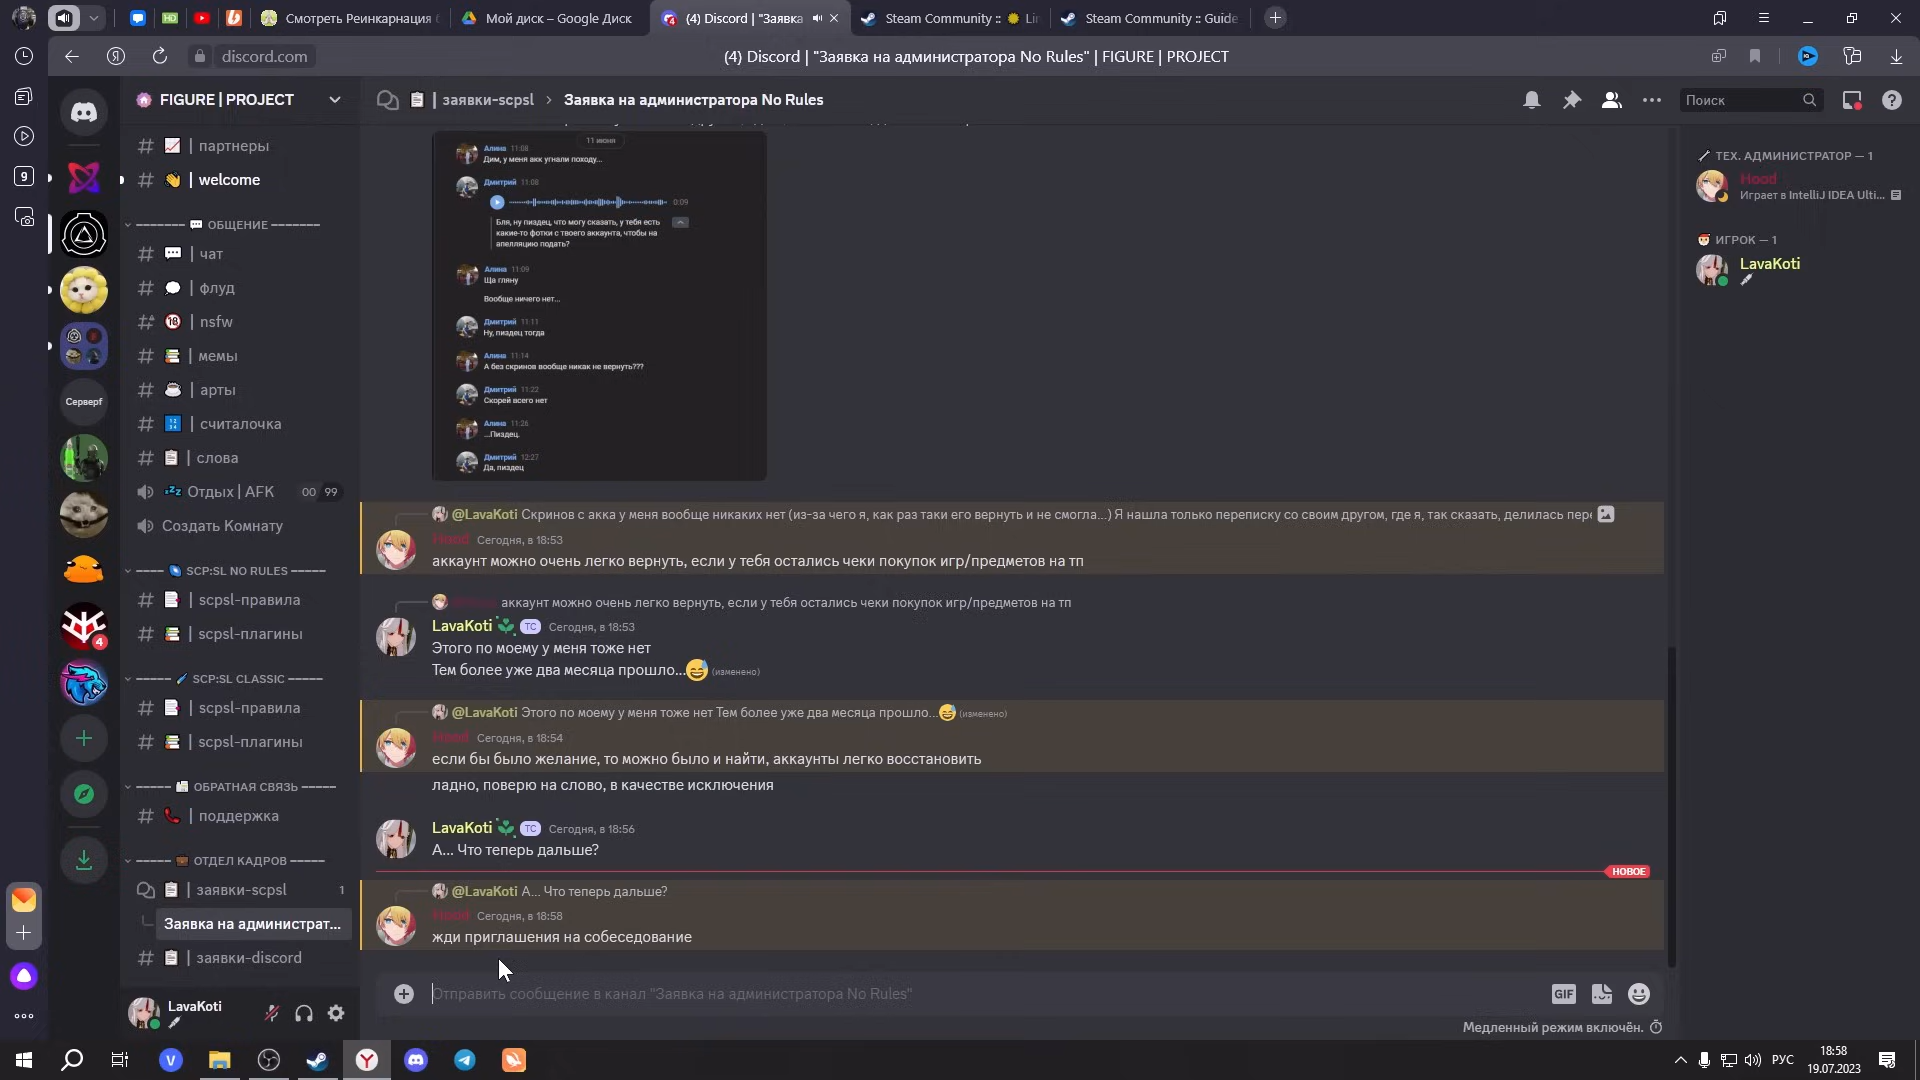 Смотреть Реинкарнация
Мой диск – Google Диск
(4) Discord | "Заявка
Steam Community ::
Steam Community :: Guide
discord.com
(4) Discord | "Заявка на администратора No Rules" | FIGURE | PROJECT
FIGURE | PROJECT
| заявки-scpsl
Заявка на администратора No Rules
Поиск
| партнеры
| welcome
ОБЩЕНИЕ
| чат
| флуд
| nsfw
| мемы
| арты
| считалочка
| слова
Отдых | AFK 00 99
Создать Комнату
SCP:SL NO RULES
| scpsl-правила
| scpsl-плагины
SCP:SL CLASSIC
| scpsl-правила
| scpsl-плагины
ОБРАТНАЯ СВЯЗЬ
| поддержка
ОТДЕЛ КАДРОВ
| заявки-scpsl 1
Заявка на администрат...
| заявки-discord
LavaKoti
Серверf
9
4
11 июня
Алина 11:08
Дим, у меня акк угнали походу...
Дмитрий 11:08
0:09
Бля, ну пиздец, что могу сказать, у тебя есть
какие-то фотки с твоего аккаунта, чтобы на
апелляцию подать?
Алина 11:09
Ща гляну
Вообще ничего нет...
Дмитрий 11:11
Ну, пиздец тогда
Алина 11:14
А без скринов вообще никак не вернуть???
Дмитрий 11:22
Скорей всего нет
Алина 11:26
...Пиздец.
Дмитрий 12:27
Да, пиздец
@LavaKoti Скринов с акка у меня вообще никаких нет (из-за чего я, как раз таки его вернуть и не смогла...) Я нашла только переписку со своим другом, где я, так сказать, делилась пере
Hood Сегодня, в 18:53
аккаунт можно очень легко вернуть, если у тебя остались чеки покупок игр/предметов на тп
аккаунт можно очень легко вернуть, если у тебя остались чеки покупок игр/предметов на тп
LavaKoti TC Сегодня, в 18:53
Этого по моему у меня тоже нет
Тем более уже два месяца прошло... (изменено)
@LavaKoti Этого по моему у меня тоже нет Тем более уже два месяца прошло... (изменено)
Hood Сегодня, в 18:54
если бы было желание, то можно было и найти, аккаунты легко восстановить
ладно, поверю на слово, в качестве исключения
LavaKoti TC Сегодня, в 18:56
А... Что теперь дальше?
НОВОЕ
@LavaKoti А... Что теперь дальше?
Hood Сегодня, в 18:58
жди приглашения на собеседование
Отправить сообщение в канал "Заявка на администратора No Rules"
GIF
Медленный режим включён.
ТЕХ. АДМИНИСТРАТОР — 1
Hood
Играет в IntelliJ IDEA Ulti...
ИГРОК — 1
LavaKoti
РУС
18:58
19.07.2023